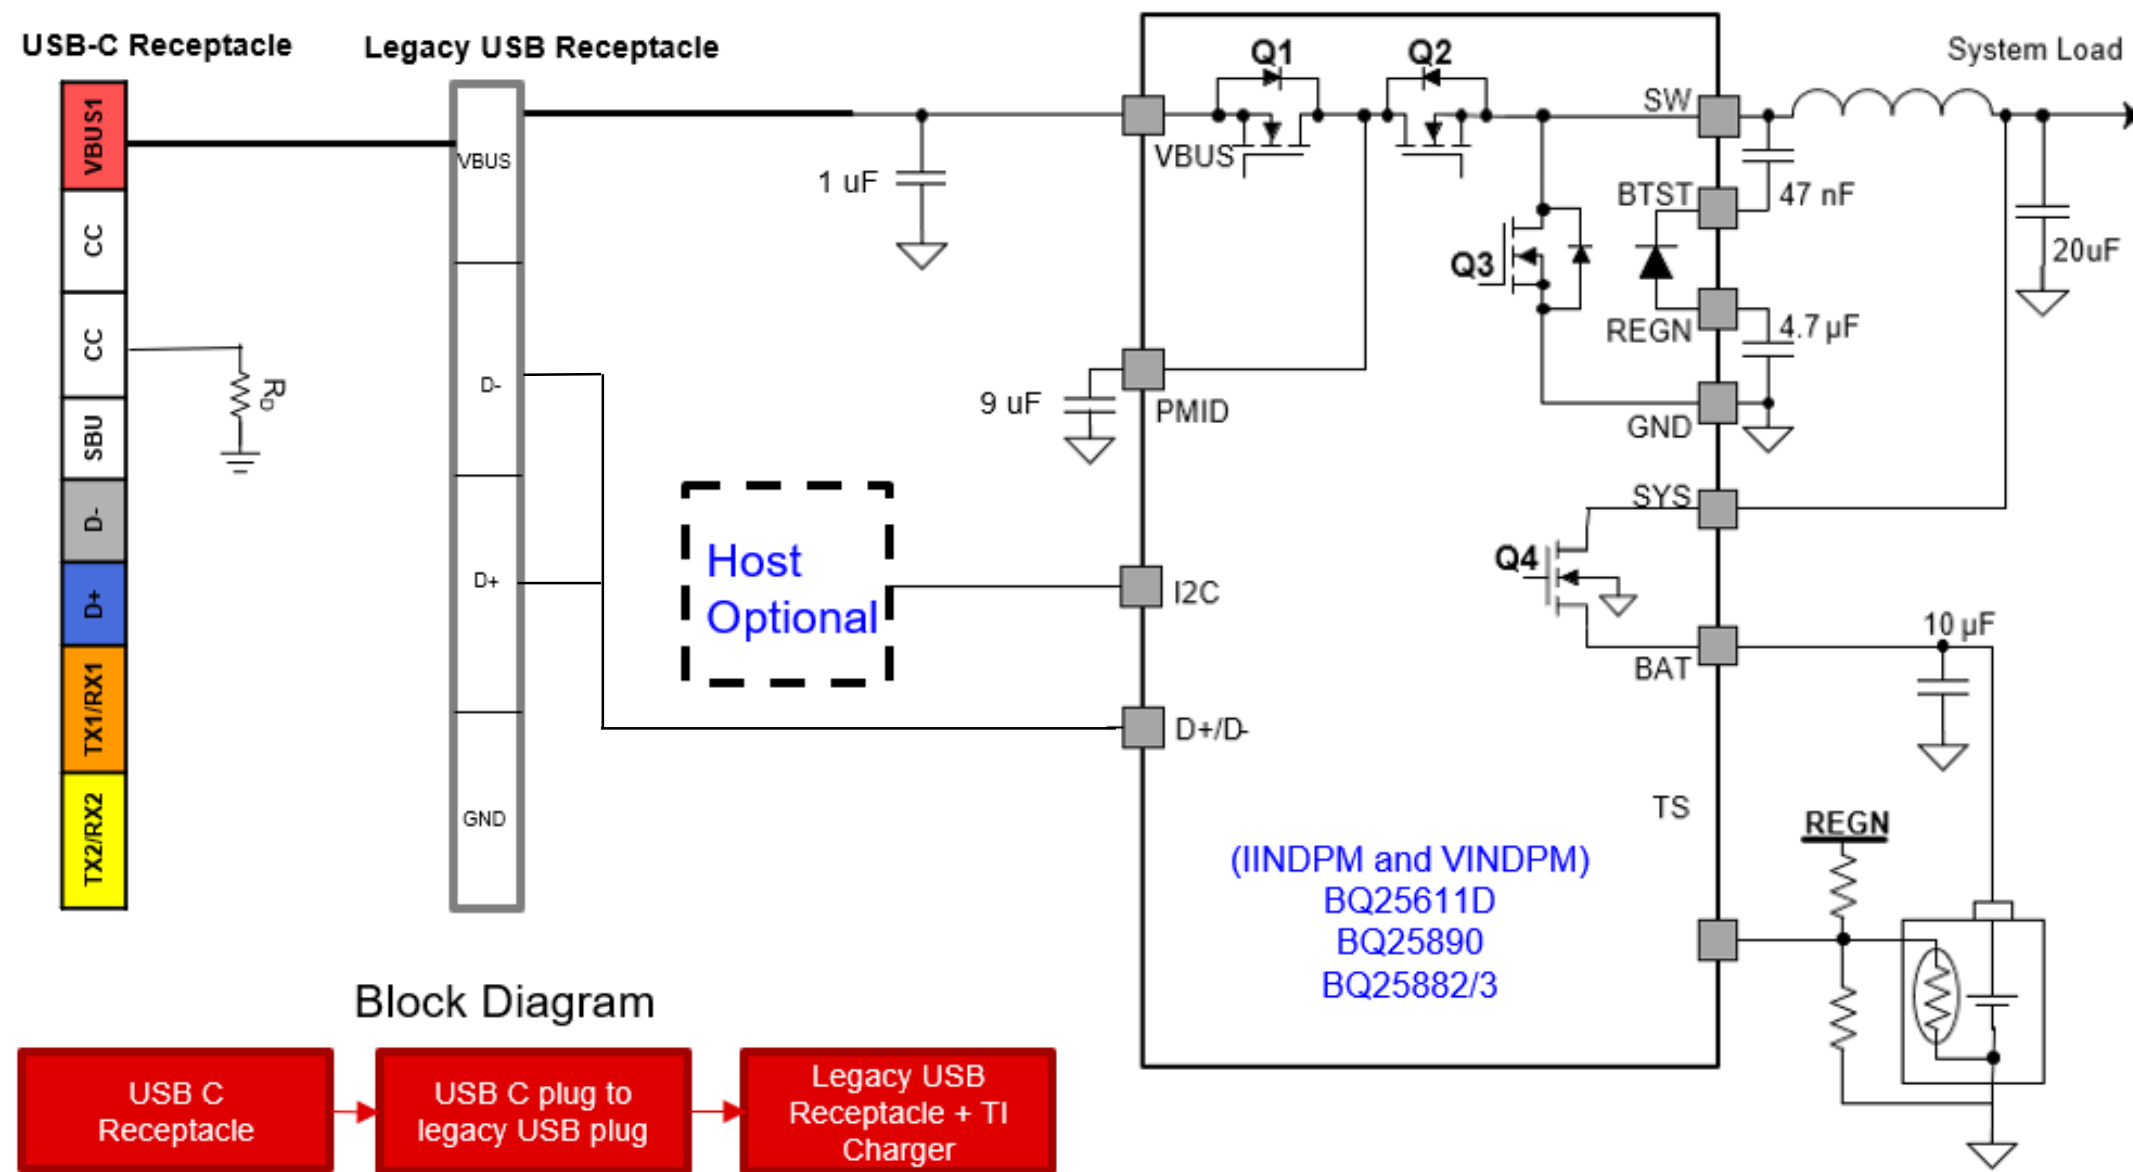 USB-C Receptacle
Legacy USB Receptacle
VBUS1
CC
CC
SBU
D-
D+
TX1/RX1
TX2/RX2
R_D
VBUS
D-
D+
GND
1 uF
9 uF
Host
Optional
VBUS
PMID
I2C
D+/D-
Q1
Q2
Q3
Q4
SW
BTST
REGN
GND
SYS
BAT
TS
System Load
47 nF
20uF
4.7 µF
10 µF
REGN
(IINDPM and VINDPM)
BQ25611D
BQ25890
BQ25882/3
Block Diagram
USB C
Receptacle
USB C plug to
legacy USB plug
Legacy USB
Receptacle + TI
Charger